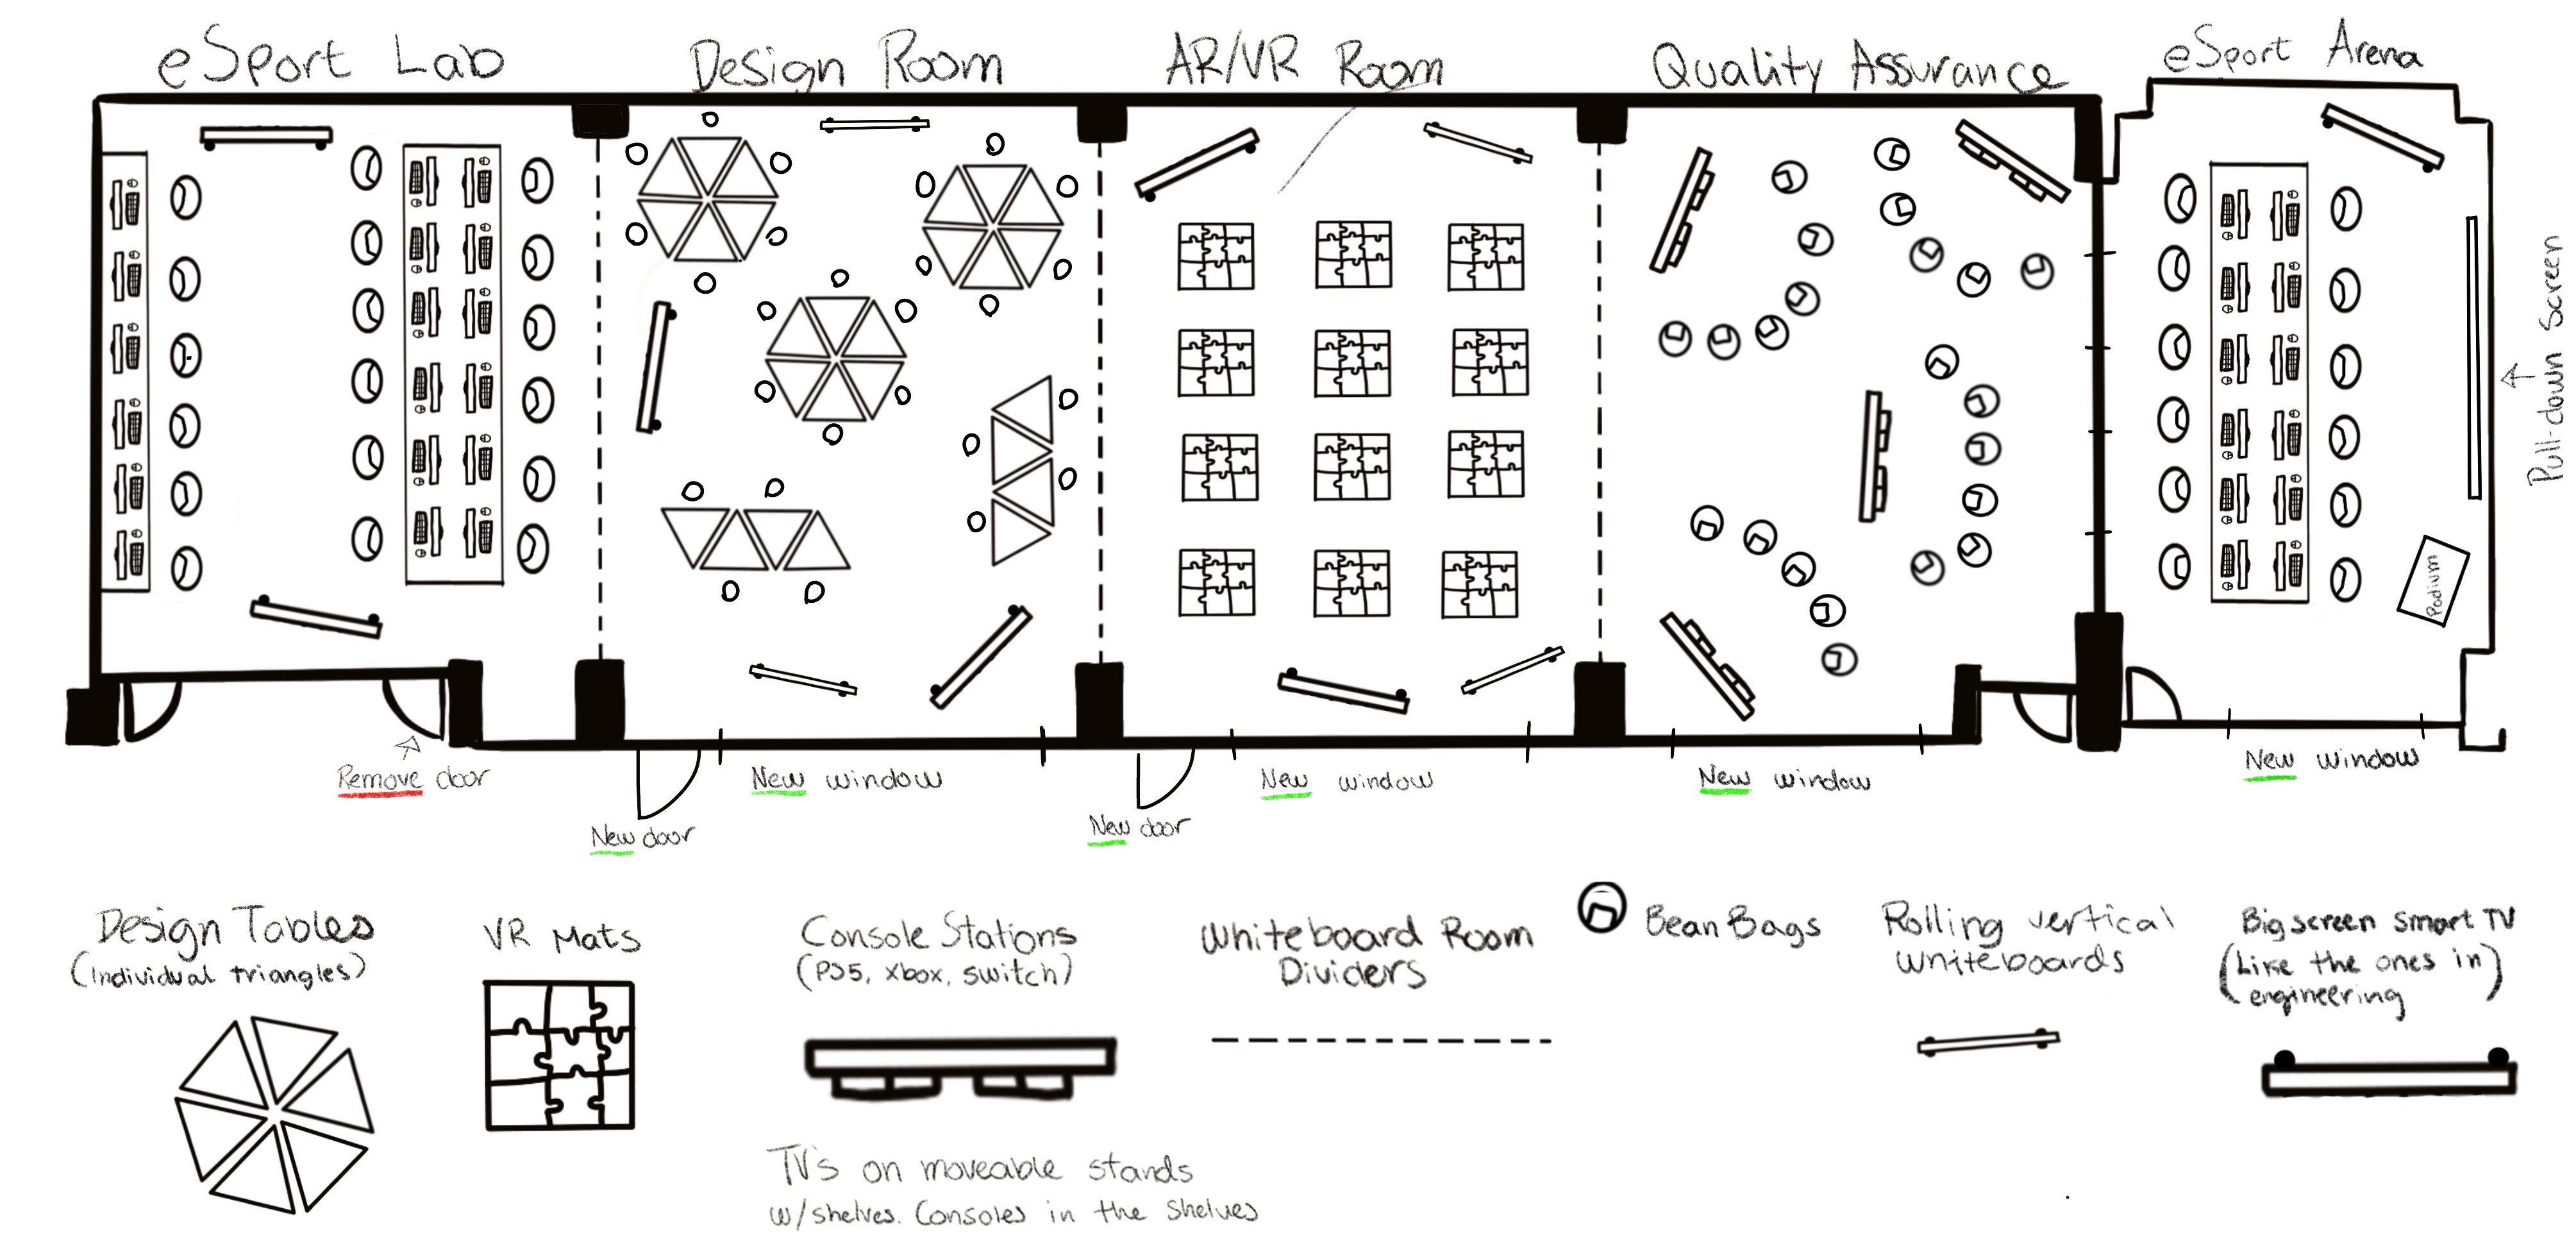 eSport Lab
Design Room
AR/VR Room
Quality Assurance
eSport Arena
Pull-down Screen
Podium
Remove door
New door
New window
New door
New window
New window
New window
Design Tables
(Individual triangles)
VR Mats
Console Stations
(PS5, Xbox, Switch)
TV's on moveable stands
w/shelves. Consoles in the shelves
Whiteboard Room
Dividers
Bean Bags
Rolling vertical
whiteboards
Big screen smart TV
(Like the ones in)
engineering